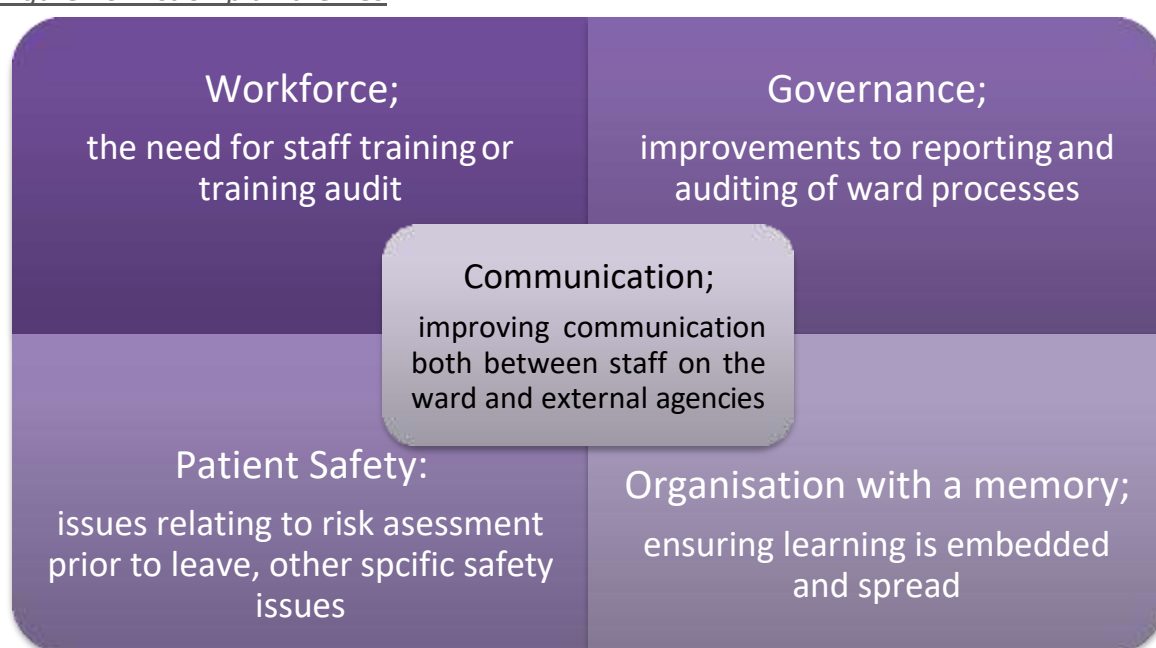 Workforce;
the need for staff training or
training audit
Governance;
improvements to reporting and
auditing of ward processes
Communication;
improving communication
both between staff on the
ward and external agencies
Patient Safety:
issues relating to risk asessment
prior to leave, other spcific safety
issues
Organisation with a memory;
ensuring learning is embedded
and spread